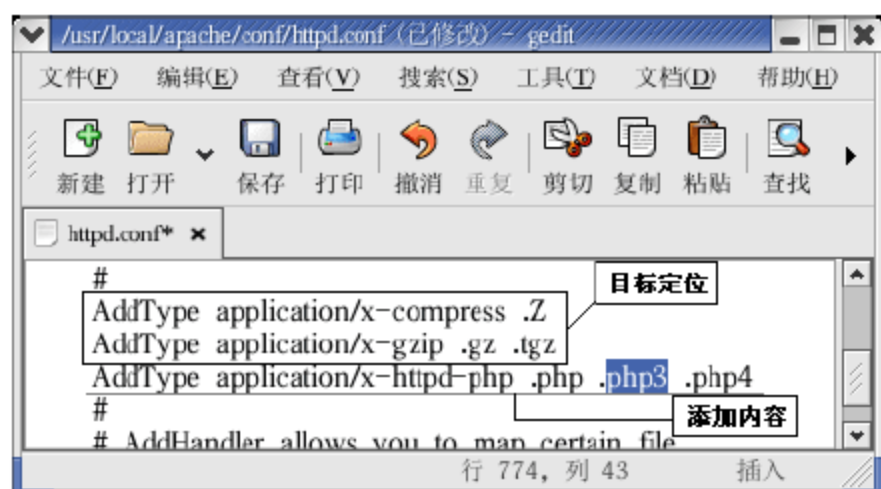 /usr/local/apache/conf/httpd.conf（已修改）- gedit
文件(F) 编辑(E) 查看(V) 搜索(S) 工具(T) 文档(D) 帮助(H)
新建 打开 保存 打印 撤消 重复 剪切 复制 粘贴 查找
httpd.conf*
#
目标定位
AddType application/x-compress .Z
AddType application/x-gzip .gz .tgz
AddType application/x-httpd-php .php .php3 .php4
#
添加内容
# AddHandler allows you to map certain file
行 774, 列 43 插入